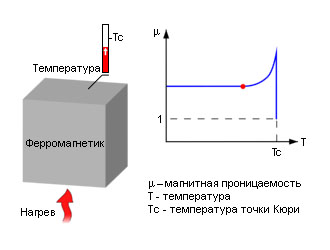 Tc
Температура
Ферромагнетик
Нагрев
μ
1
Tc
T
μ – магнитная проницаемость
T - температура
Tc - температура точки Кюри